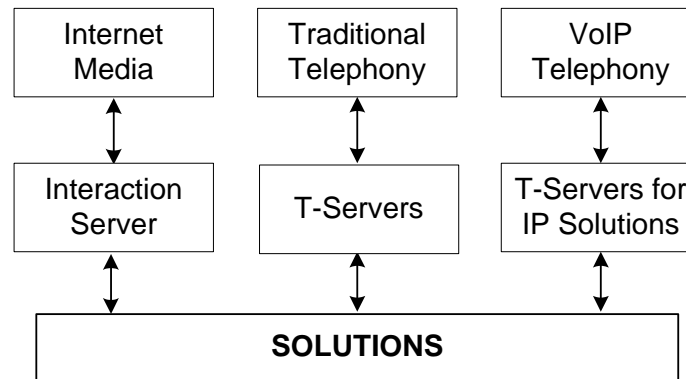 Internet
Media
Traditional
Telephony
VoIP
Telephony
Interaction
Server
T-Servers
T-Servers for
IP Solutions
SOLUTIONS